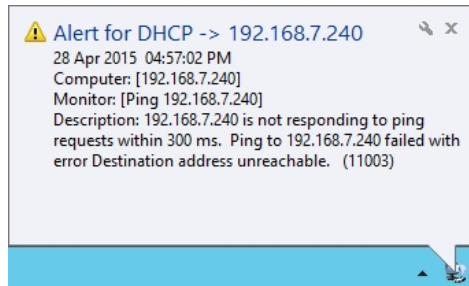 Alert for DHCP -> 192.168.7.240
28 Apr 2015 04:57:02 PM
Computer: [192.168.7.240]
Monitor: [Ping 192.168.7.240]
Description: 192.168.7.240 is not responding to ping
requests within 300 ms. Ping to 192.168.7.240 failed with
error Destination address unreachable. (11003)